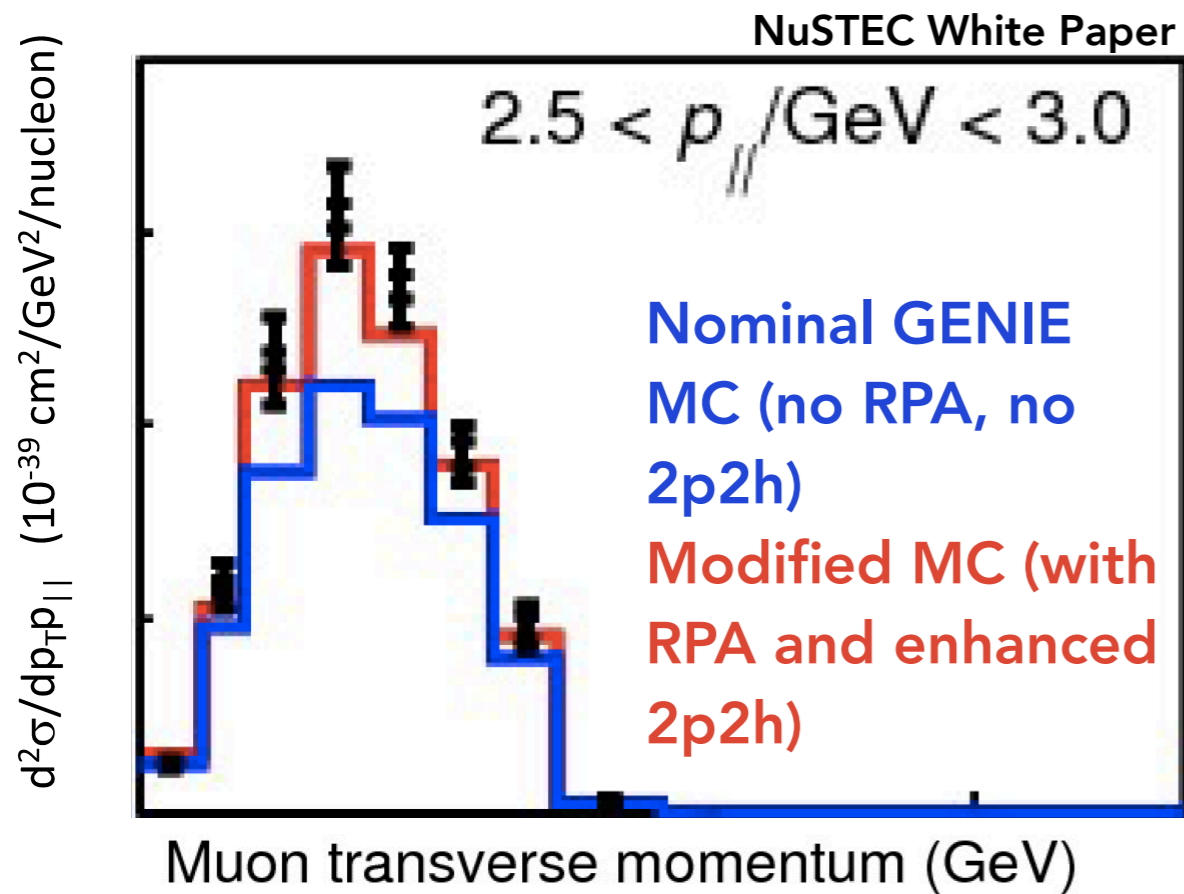 NuSTEC White Paper
2.5 < p∥/GeV < 3.0
d²σ/dpₜp|| (10⁻³⁹ cm²/GeV²/nucleon)
Nominal GENIE
MC (no RPA, no
2p2h)
Modified MC (with
RPA and enhanced
2p2h)
Muon transverse momentum (GeV)